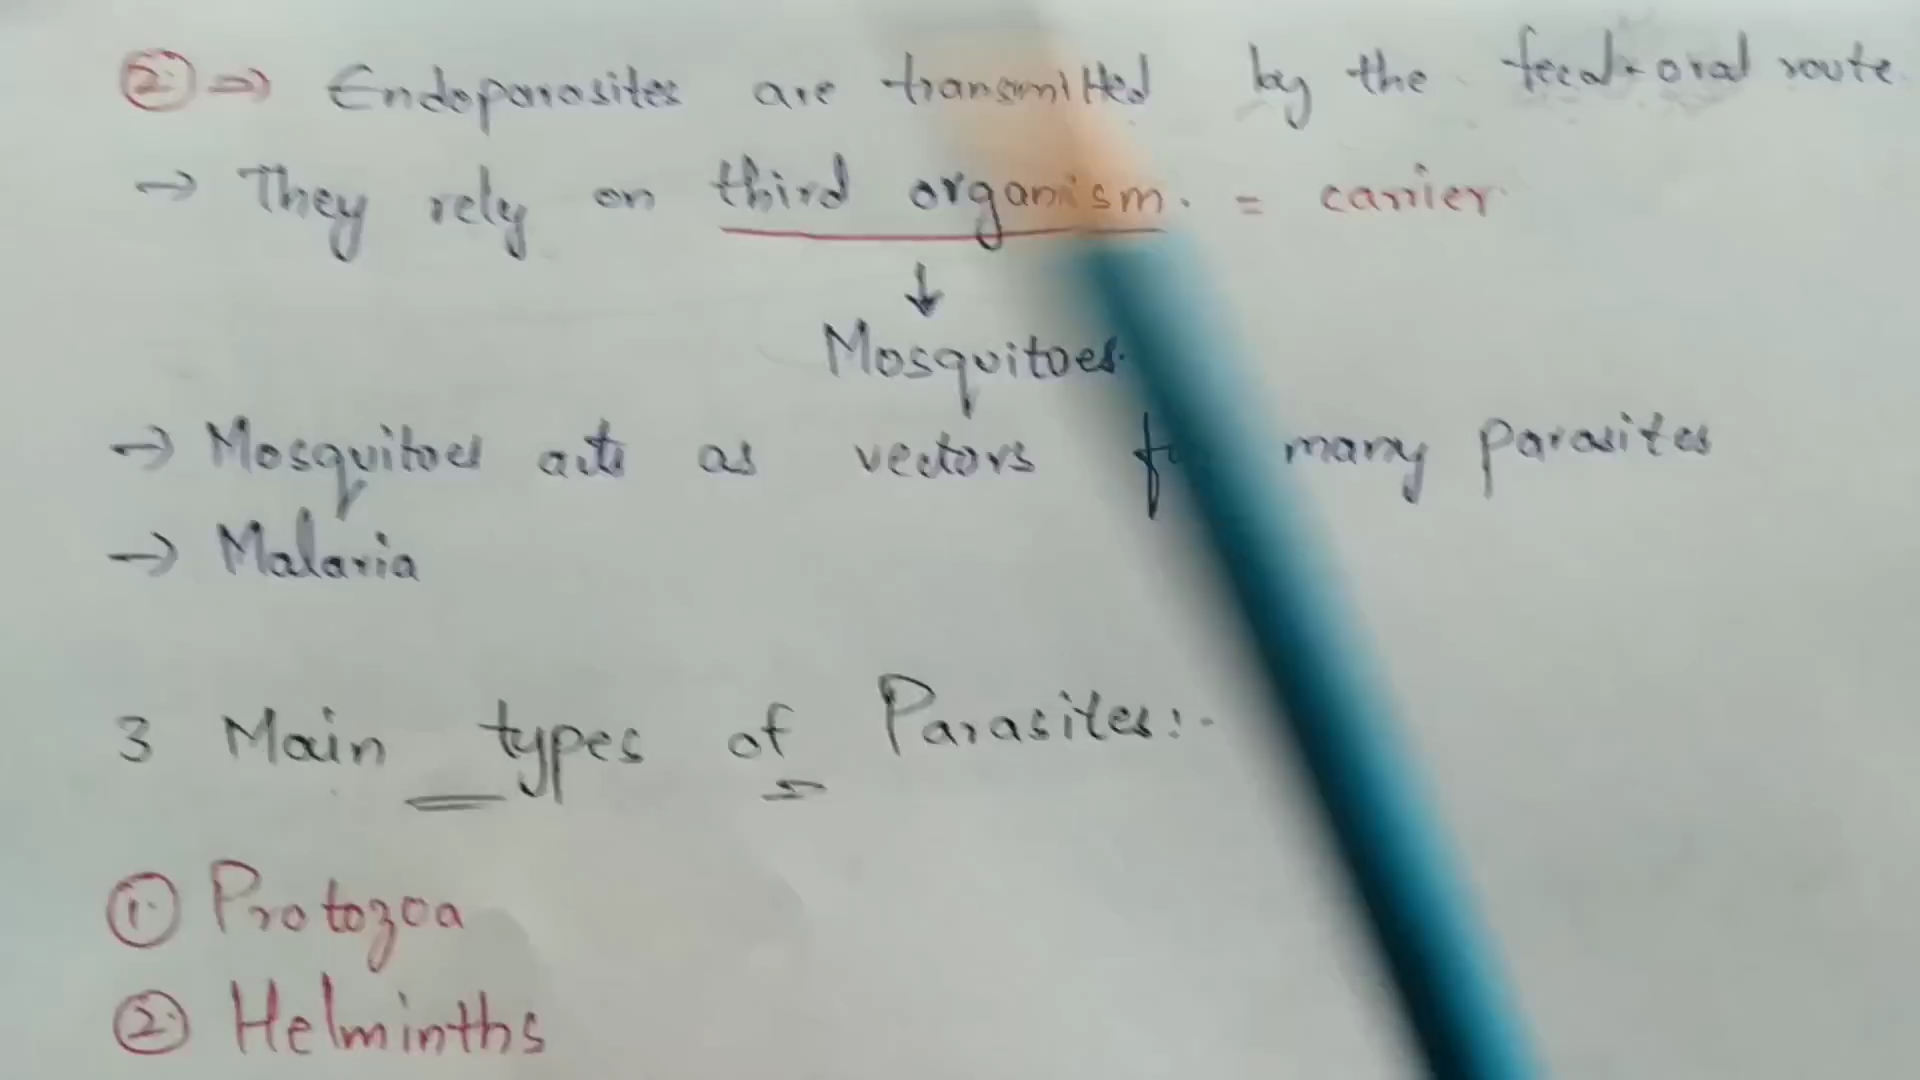 2. => Endoparasites are transmitted by the fecal-oral route.
→ They rely on third organism. = carrier.
↓
Mosquitoes.
→ Mosquitoes acts as vectors many parasites
→ Malaria
3 Main types of Parasites:-
1. Protozoa
2. Helminths